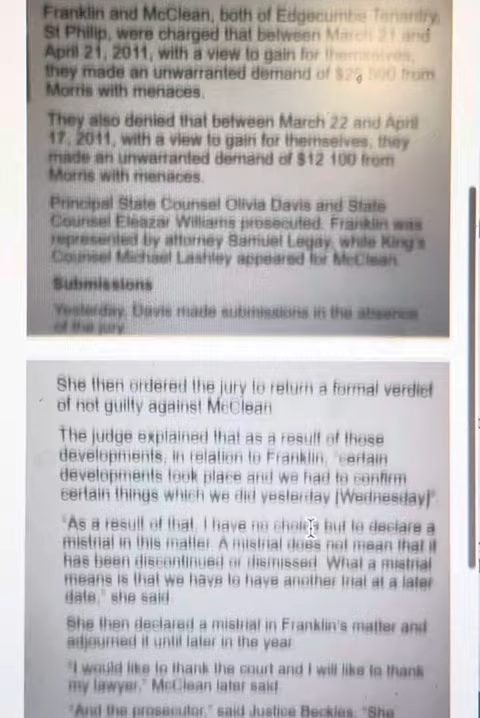 Franklin and McClean, both of Edgecumbe Tenantry,
St Philip, were charged that between March 21 and
April 21, 2011, with a view to gain for themselves,
they made an unwarranted demand of from
Morris with menaces.
They also denied that between March 22 and April
17, 2011, with a view to gain for themselves, they
made an unwarranted demand of $12 100 from
Morris with menaces.
Principal State Counsel Olivia Davis and State
Counsel Eleazar Williams prosecuted. Franklin was
represented by attorney Samuel Legay, while King's
Counsel Michael Lashley appeared for McClean.
Submissions
Yesterday, Davis made submissions in the absence
of the jury.
She then ordered the jury to return a formal verdict
of not guilty against McClean
The judge explained that as a result of those
developments, in relation to Franklin, "certain
developments took place and we had to confirm
certain things which we did yesterday [Wednesday]".
"As a result of that, I have no choice but to declare a
mistrial in this matter. A mistrial does not mean that it
has been discontinued or dismissed. What a mistrial
means is that we have to have another trial at a later
date," she said.
She then declared a mistrial in Franklin's matter and
adjourned it until later in the year.
"I would like to thank the court and I will like to thank
my lawyer," McClean later said.
"And the prosecutor," said Justice Beckles. "She